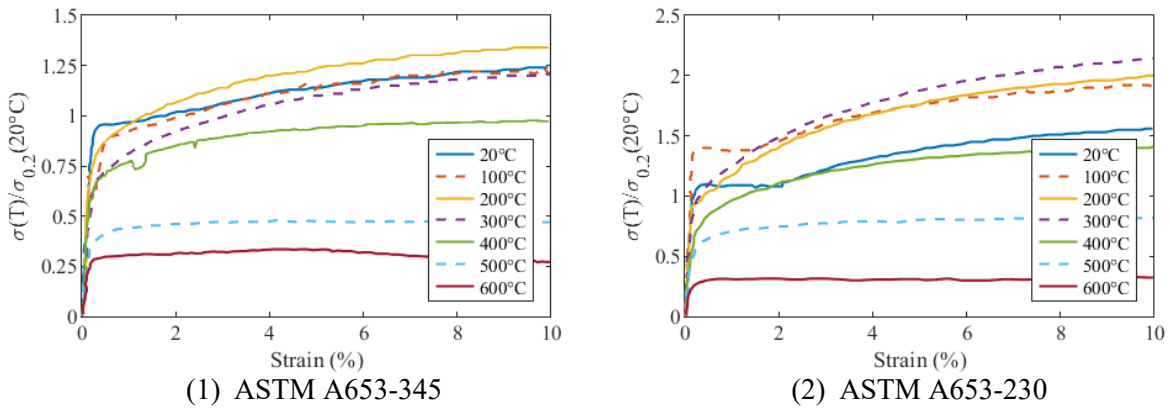 σ(T)/σ0.2(20°C)
1.5
1.25
1
0.75
0.5
0.25
0
0 2 4 6 8 10
Strain (%)
20°C
100°C
200°C
300°C
400°C
500°C
600°C
(1) ASTM A653-345
σ(T)/σ0.2(20°C)
2.5
2
1.5
1
0.5
0
0 2 4 6 8 10
Strain (%)
20°C
100°C
200°C
300°C
400°C
500°C
600°C
(2) ASTM A653-230